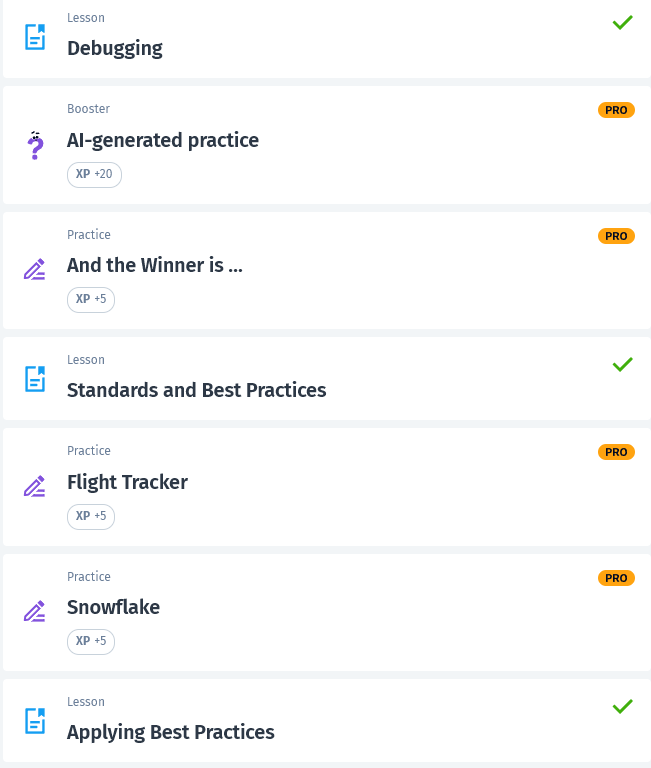 Lesson
Debugging
Booster
PRO
AI-generated practice
XP +20
Practice
PRO
And the Winner is ...
XP +5
Lesson
Standards and Best Practices
Practice
PRO
Flight Tracker
XP +5
Practice
PRO
Snowflake
XP +5
Lesson
Applying Best Practices